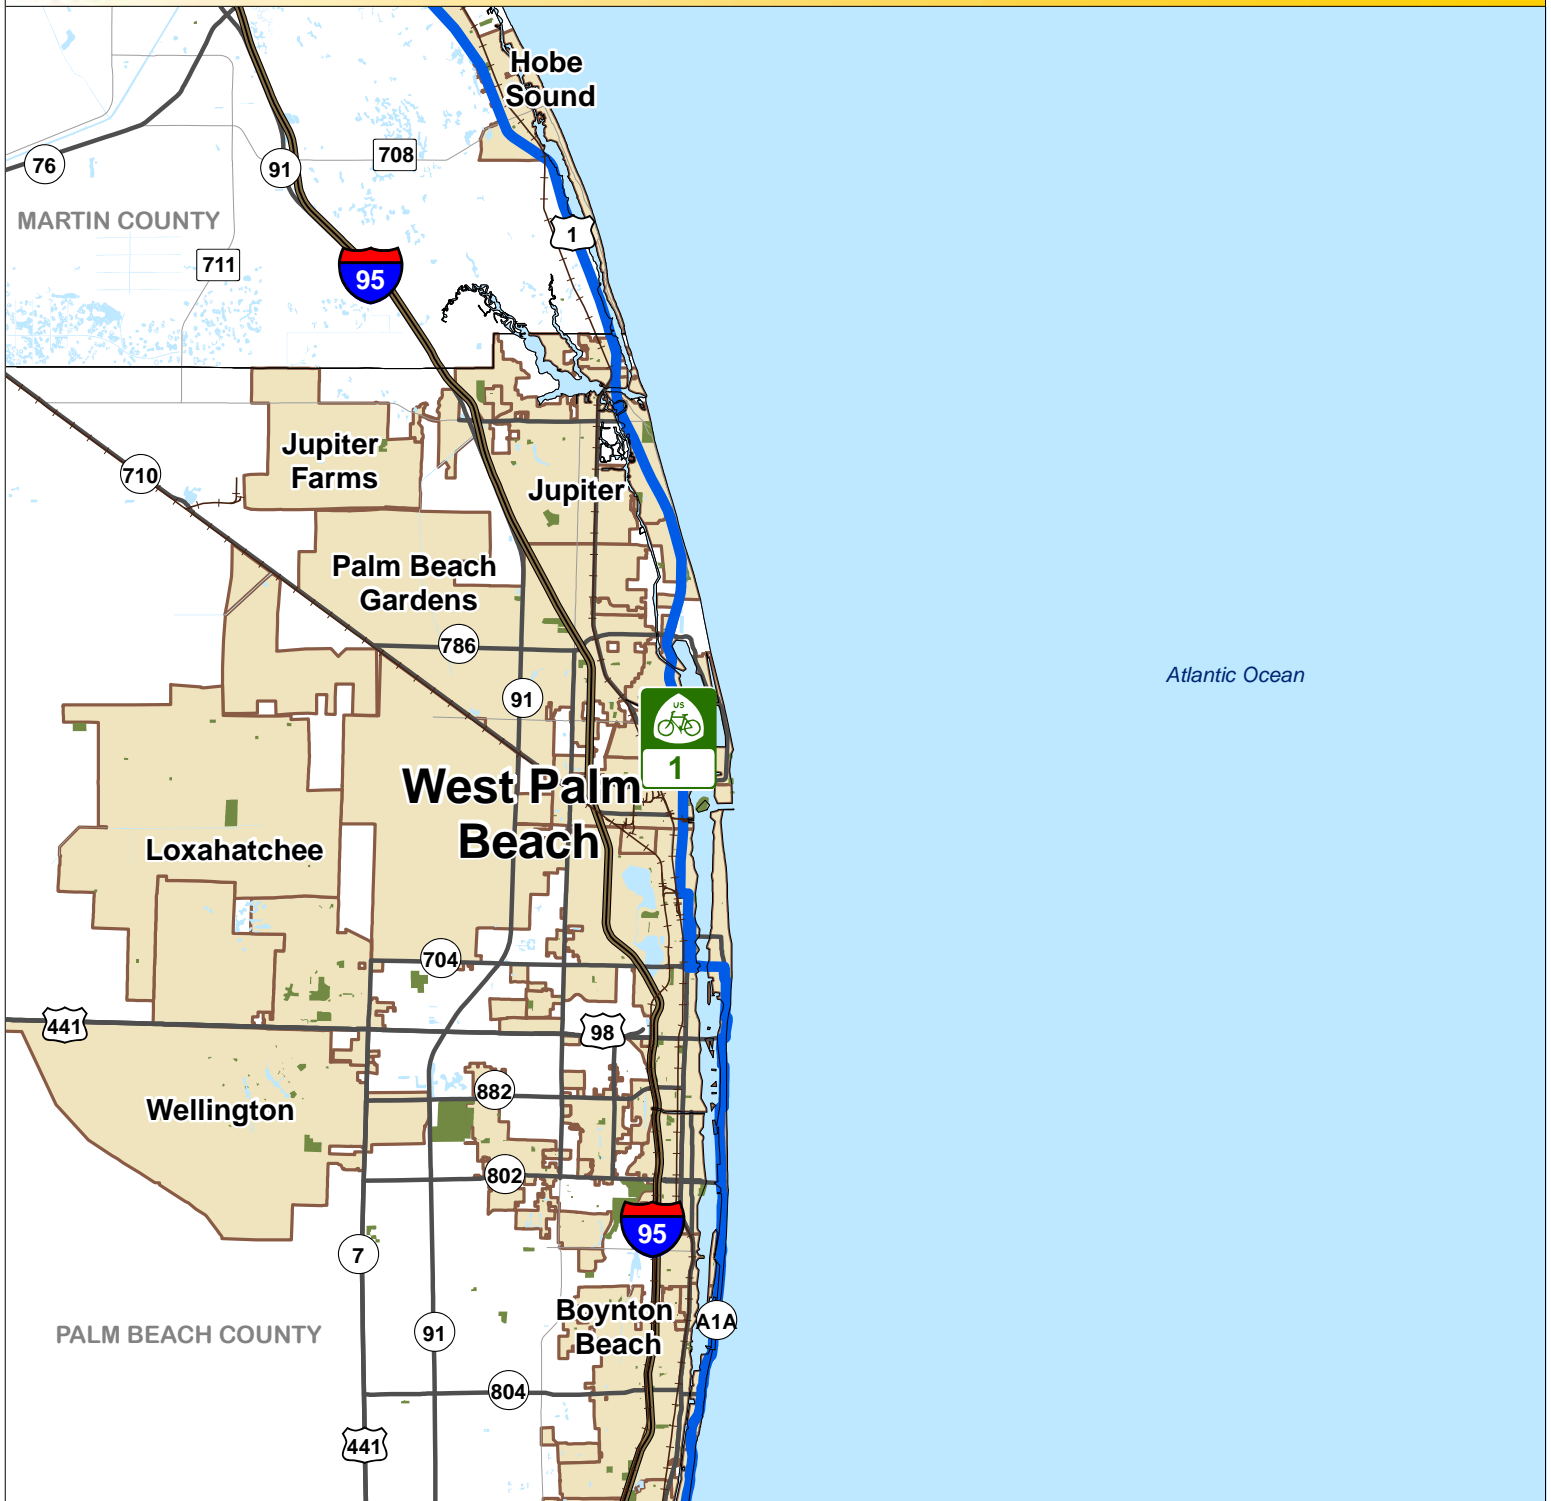 Hobe
Sound
76
91
708
MARTIN COUNTY
1
711
95
Jupiter
Farms
710
Jupiter
Palm Beach
Gardens
786
Atlantic Ocean
91
US
1
West Palm
Beach
Loxahatchee
704
441
98
882
Wellington
802
95
7
Boynton
Beach
A1A
PALM BEACH COUNTY
91
804
441